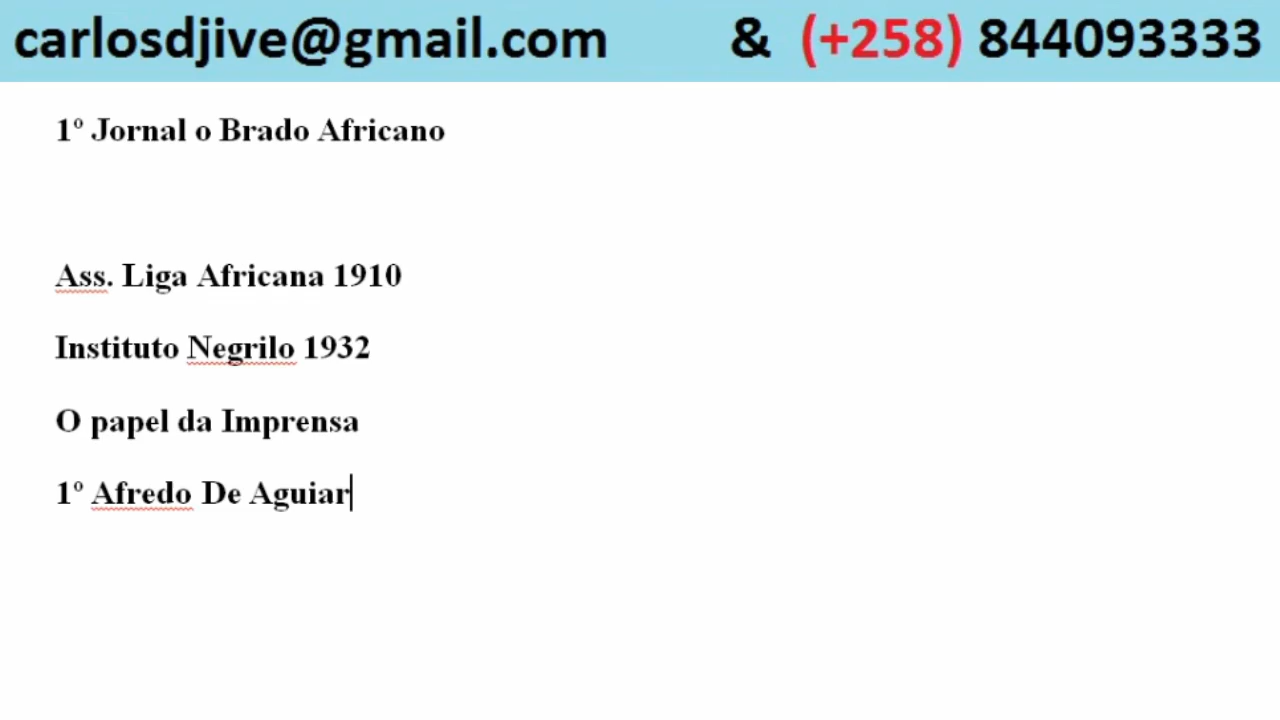 carlosdjive@gmail.com & (+258) 844093333
1º Jornal o Brado Africano
Ass. Liga Africana 1910
Instituto Negrilo 1932
O papel da Imprensa
1º Afredo De Aguiar